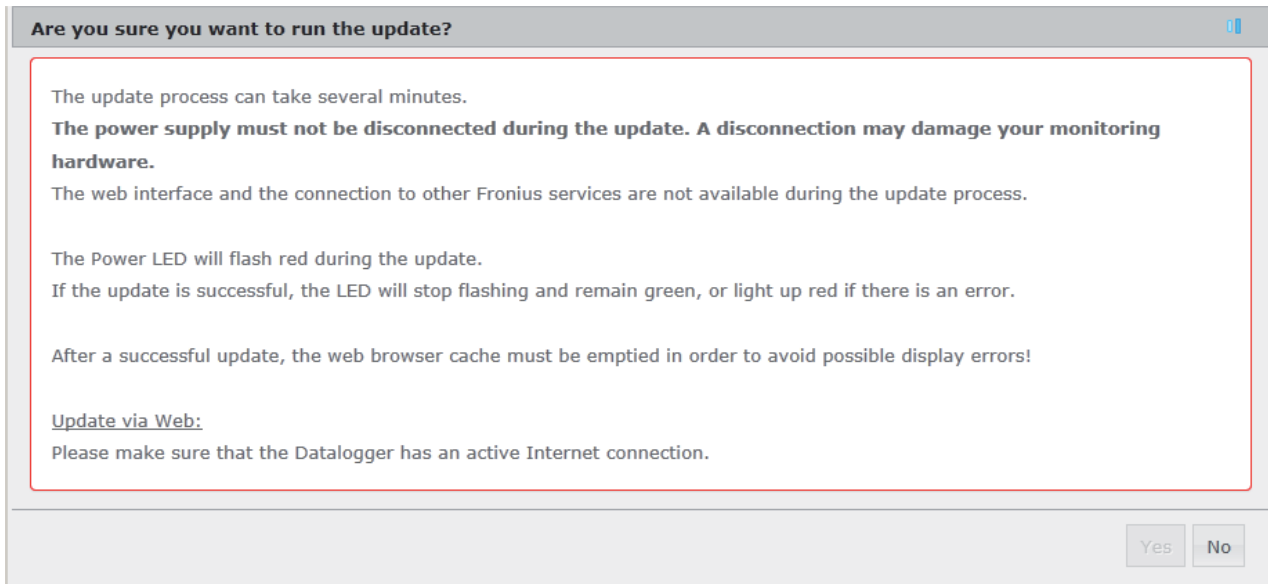 Are you sure you want to run the update?
The update process can take several minutes.
The power supply must not be disconnected during the update. A disconnection may damage your monitoring
hardware.
The web interface and the connection to other Fronius services are not available during the update process.
The Power LED will flash red during the update.
If the update is successful, the LED will stop flashing and remain green, or light up red if there is an error.
After a successful update, the web browser cache must be emptied in order to avoid possible display errors!
Update via Web:
Please make sure that the Datalogger has an active Internet connection.
Yes No